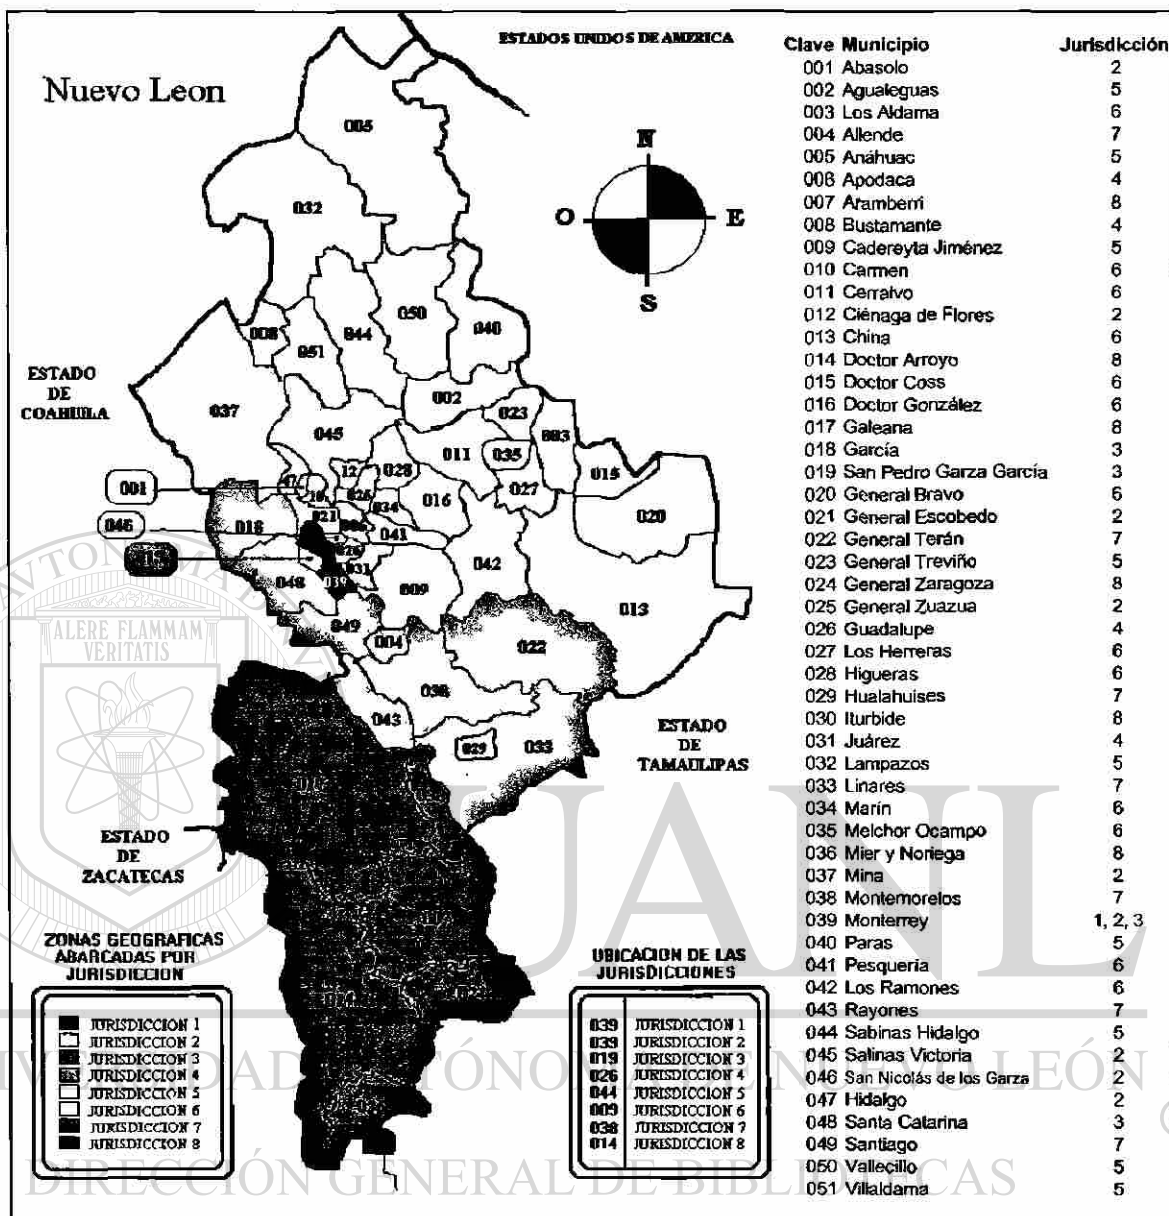 ESTADOS UNIDOS DE AMERICA
Nuevo Leon
N
O
E
S
ESTADO
DE
COAHUILA
ESTADO
DE
TAMAULIPAS
ESTADO
DE
ZACATECAS
005
032
008
051
044
050
040
037
045
002
023
003
011
035
015
027
020
12
028
47
10
025
034
016
001
018
021
006
041
046
026
031
042
048
039
009
013
049
004
022
038
043
029
033
ALERE FLAMMAM
VERITATIS
UANL
UNIVERSIDAD AUTÓNOMA DE NUEVO LEÓN
DIRECCIÓN GENERAL DE BIBLIOTECAS
ZONAS GEOGRAFICAS
ABARCADAS POR
JURISDICCION
JURISDICCION 1
JURISDICCION 2
JURISDICCION 3
JURISDICCION 4
JURISDICCION 5
JURISDICCION 6
JURISDICCION 7
JURISDICCION 8
UBICACION DE LAS
JURISDICCIONES
039 JURISDICCION 1
039 JURISDICCION 2
019 JURISDICCION 3
026 JURISDICCION 4
044 JURISDICCION 5
009 JURISDICCION 6
038 JURISDICCION 7
014 JURISDICCION 8
Clave Municipio Jurisdicción
001 Abasolo 2
002 Agualeguas 5
003 Los Aldama 6
004 Allende 7
005 Anáhuac 5
006 Apodaca 4
007 Aramberri 8
008 Bustamante 4
009 Cadereyta Jiménez 5
010 Carmen 6
011 Cerralvo 6
012 Ciénaga de Flores 2
013 China 6
014 Doctor Arroyo 8
015 Doctor Coss 6
016 Doctor González 6
017 Galeana 8
018 García 3
019 San Pedro Garza García 3
020 General Bravo 6
021 General Escobedo 2
022 General Terán 7
023 General Treviño 5
024 General Zaragoza 8
025 General Zuazua 2
026 Guadalupe 4
027 Los Herreras 6
028 Higueras 6
029 Hualahuises 7
030 Iturbide 8
031 Juárez 4
032 Lampazos 5
033 Linares 7
034 Marín 6
035 Melchor Ocampo 6
036 Mier y Noriega 8
037 Mina 2
038 Montemorelos 7
039 Monterrey 1, 2, 3
040 Paras 5
041 Pesqueria 6
042 Los Ramones 6
043 Rayones 7
044 Sabinas Hidalgo 5
045 Salinas Victoria 2
046 San Nicolás de los Garza 2
047 Hidalgo 2
048 Santa Catarina 3
049 Santiago 7
050 Vallecillo 5
051 Villaldama 5